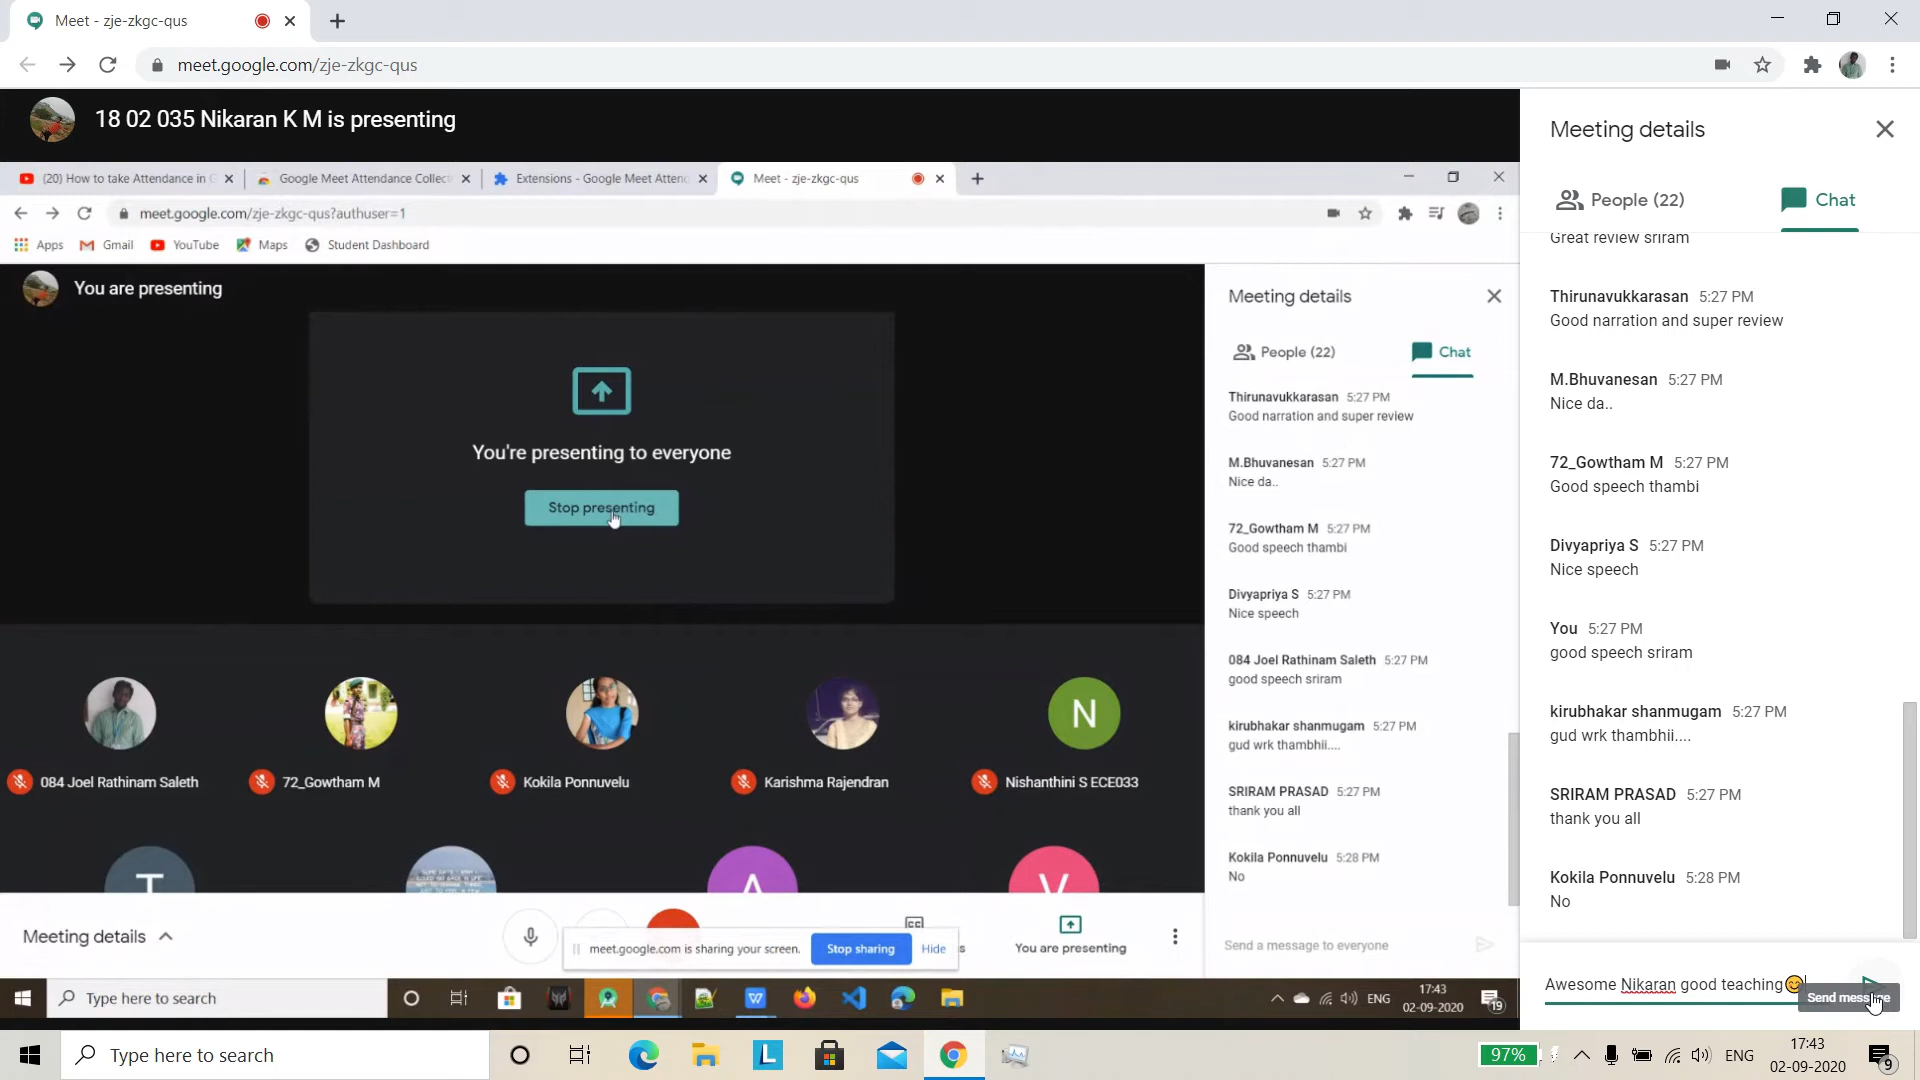 Meet - zje-zkgc-qus
meet.google.com/zje-zkgc-qus
18 02 035 Nikaran K M is presenting
(20) How to take Attendance in G
Google Meet Attendance Collect
Extensions - Google Meet Attend
Meet - zje-zkgc-qus
meet.google.com/zje-zkgc-qus?authuser=1
Apps
Gmail
YouTube
Maps
Student Dashboard
You are presenting
You're presenting to everyone
Stop presenting
084 Joel Rathinam Saleth
72_Gowtham M
Kokila Ponnuvelu
Karishma Rajendran
N
Nishanthini S ECE033
T
A
V
Meeting details
meet.google.com is sharing your screen.
Stop sharing
Hide
You are presenting
Meeting details
People (22)
Chat
Thirunavukkarasan 5:27 PM
Good narration and super review
M.Bhuvanesan 5:27 PM
Nice da..
72_Gowtham M 5:27 PM
Good speech thambi
Divyapriya S 5:27 PM
Nice speech
084 Joel Rathinam Saleth 5:27 PM
good speech sriram
kirubhakar shanmugam 5:27 PM
gud wrk thambhii....
SRIRAM PRASAD 5:27 PM
thank you all
Kokila Ponnuvelu 5:28 PM
No
Send a message to everyone
Type here to search
ENG
17:43
02-09-2020
19
Meeting details
People (22)
Chat
Great review sriram
Thirunavukkarasan 5:27 PM
Good narration and super review
M.Bhuvanesan 5:27 PM
Nice da..
72_Gowtham M 5:27 PM
Good speech thambi
Divyapriya S 5:27 PM
Nice speech
You 5:27 PM
good speech sriram
kirubhakar shanmugam 5:27 PM
gud wrk thambhii....
SRIRAM PRASAD 5:27 PM
thank you all
Kokila Ponnuvelu 5:28 PM
No
Awesome Nikaran good teaching😊
Send message
Type here to search
97%
ENG
17:43
02-09-2020
9